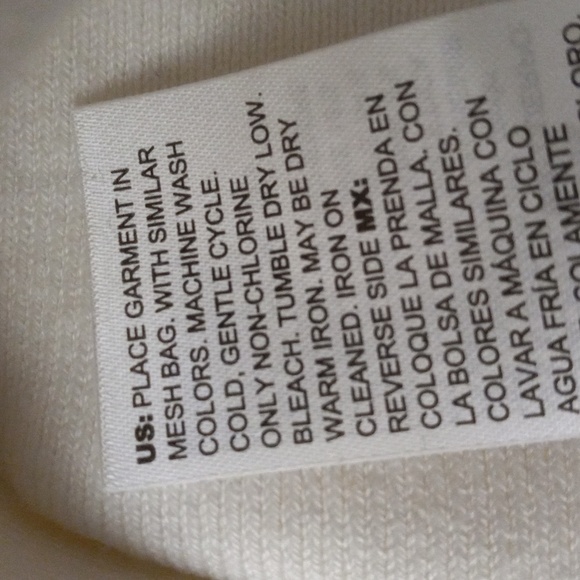 US: PLACE GARMENT IN
MESH BAG. WITH SIMILAR
COLORS. MACHINE WASH
COLD, GENTLE CYCLE.
ONLY NON-CHLORINE
BLEACH. TUMBLE DRY LOW.
WARM IRON. MAY BE DRY
CLEANED. IRON ON
REVERSE SIDE MX:
COLOQUE LA PRENDA EN
LA BOLSA DE MALLA. CON
COLORES SIMILARES.
LAVAR A MÁQUINA CON
AGUA FRÍA EN CICLO